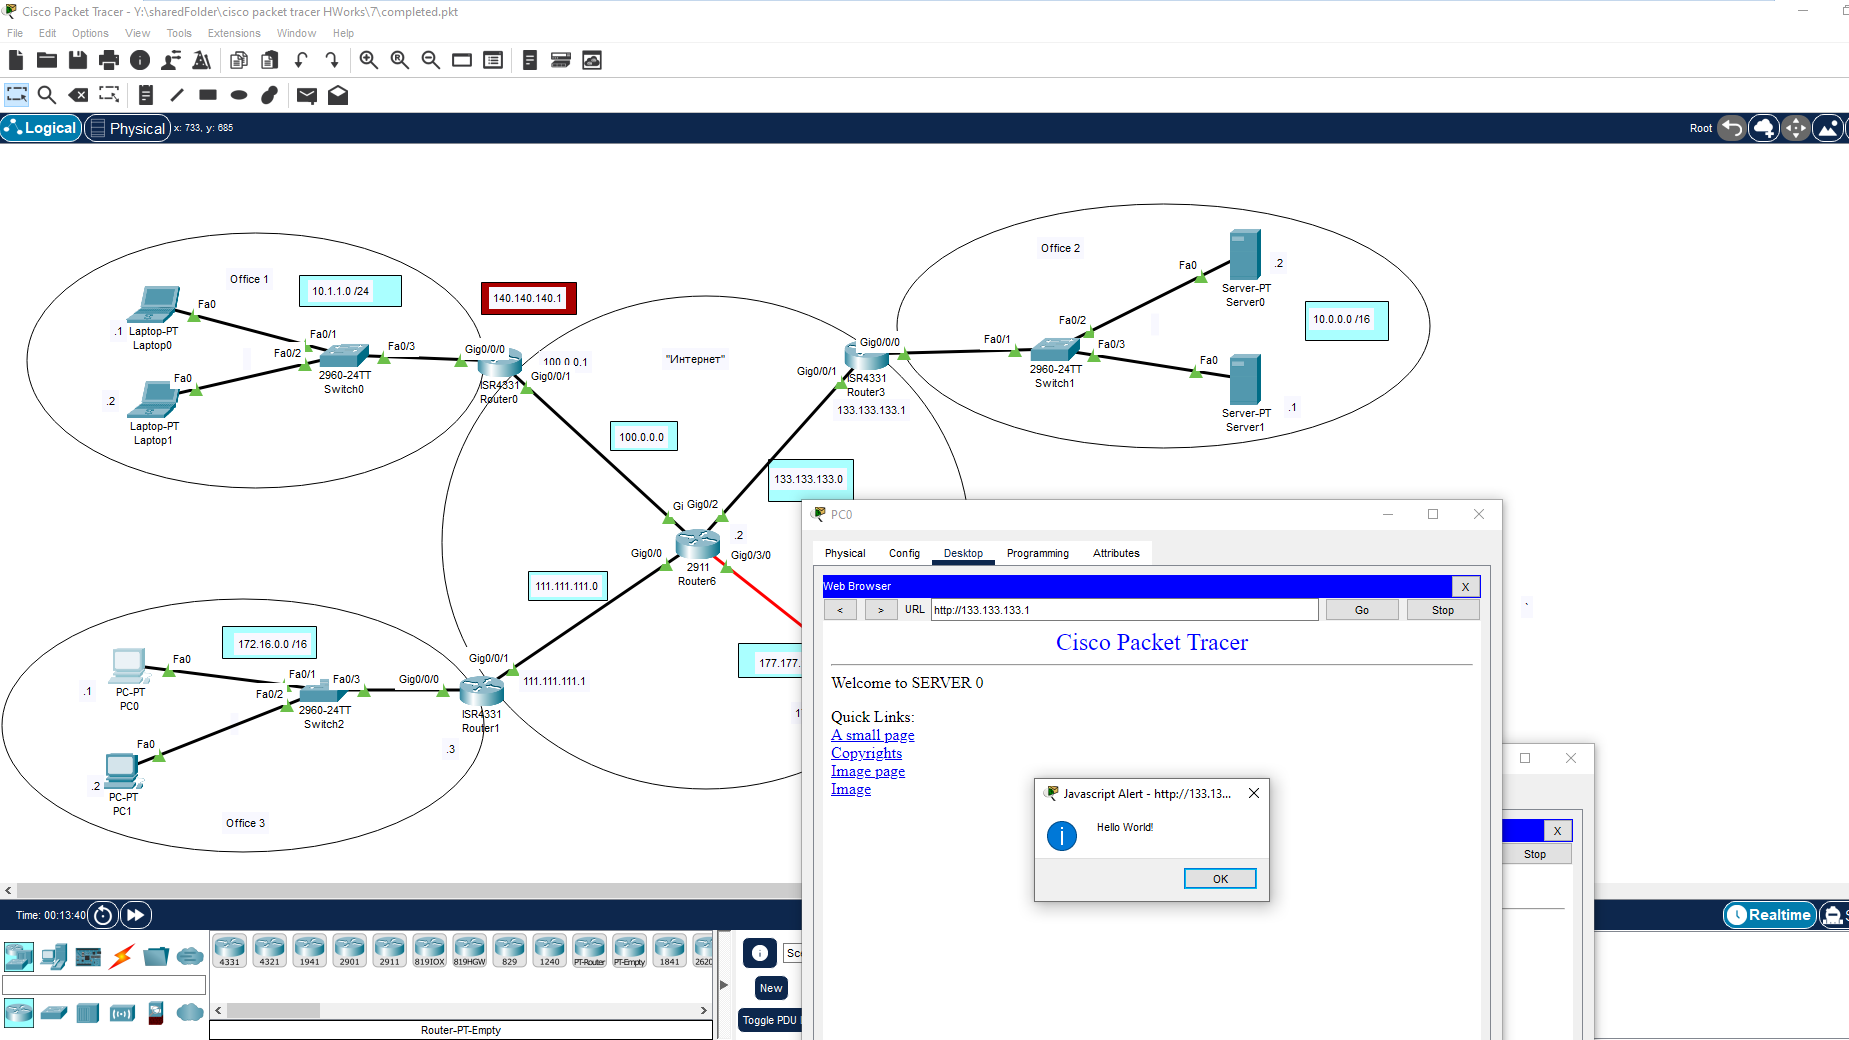 Cisco Packet Tracer - Y:\sharedFolder\cisco packet tracer HWorks\7\completed.pkt
File Edit Options View Tools Extensions Window Help
Logical Physical x: 733, y: 685 Root
Office 1
10.1.1.0 /24
Fa0
.1 Laptop-PT
Laptop0
Fa0/1
Fa0/2
Fa0/3
2960-24TT
Switch0
Fa0
.2
Laptop-PT
Laptop1
140.140.140.1
Gig0/0/0
100.0.0.1
Gig0/0/1
ISR4331
Router0
"Интернет"
100.0.0.0
133.133.133.0
Gig0/0/0
Gig0/0/1
ISR4331
Router3
133.133.133.1
Office 2
Fa0
.2
Server-PT
Server0
10.0.0.0 /16
Fa0/2
Fa0/1
Fa0/3
2960-24TT
Switch1
Fa0
Server-PT
Server1
.1
Gi Gig0/2
.2
Gig0/0
Gig0/3/0
2911
Router6
111.111.111.0
177.177.
172.16.0.0 /16
Fa0
.1
PC-PT
PC0
Fa0/1
Fa0/2
Fa0/3
2960-24TT
Switch2
Gig0/0/0
Gig0/0/1
111.111.111.1
ISR4331
Router1
.3
Fa0
.2
PC-PT
PC1
Office 3
PC0
Physical Config Desktop Programming Attributes
Web Browser X
< > URL http://133.133.133.1 Go Stop
Cisco Packet Tracer
Welcome to SERVER 0
Quick Links:
A small page
Copyrights
Image page
Image
Javascript Alert - http://133.13...
Hello World!
OK
X
Stop
Time: 00:13:40
Realtime
4331 4321 1941 2901 2911 819IOX 819HGW 829 1240 PT-Router PT-Empty 1841 2620
Router-PT-Empty
Sc
New
Toggle PDU